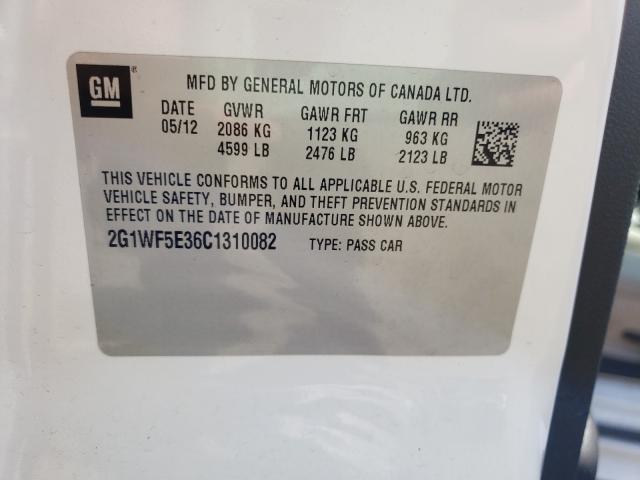 GM
MFD BY GENERAL MOTORS OF CANADA LTD.
DATE GVWR GAWR FRT GAWR RR
05/12 2086 KG 1123 KG 963 KG
4599 LB 2476 LB 2123 LB
THIS VEHICLE CONFORMS TO ALL APPLICABLE U.S. FEDERAL MOTOR
VEHICLE SAFETY, BUMPER, AND THEFT PREVENTION STANDARDS IN
EFFECT ON THE DATE OF MANUFACTURE SHOWN ABOVE.
2G1WF5E36C1310082 TYPE: PASS CAR